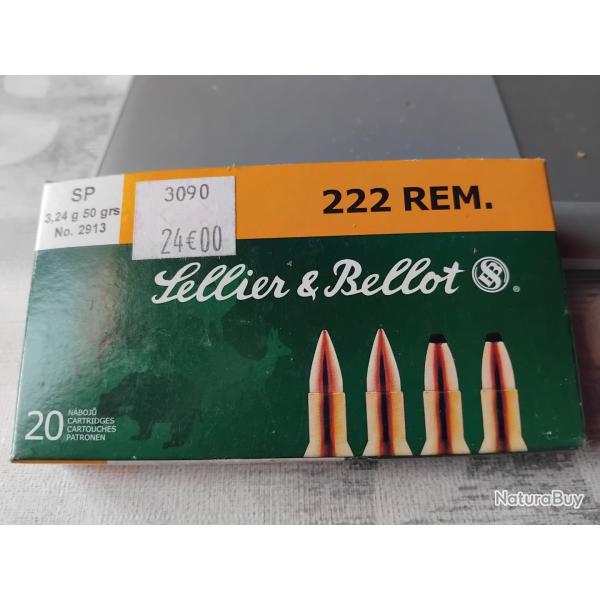 SP
3,24 g 50 grs
No. 2913
3090
24€00
222 REM.
Sellier & Bellot
SB
®
20
NÁBOJŮ
CARTRIDGES
CARTOUCHES
PATRONEN
NaturaBuy